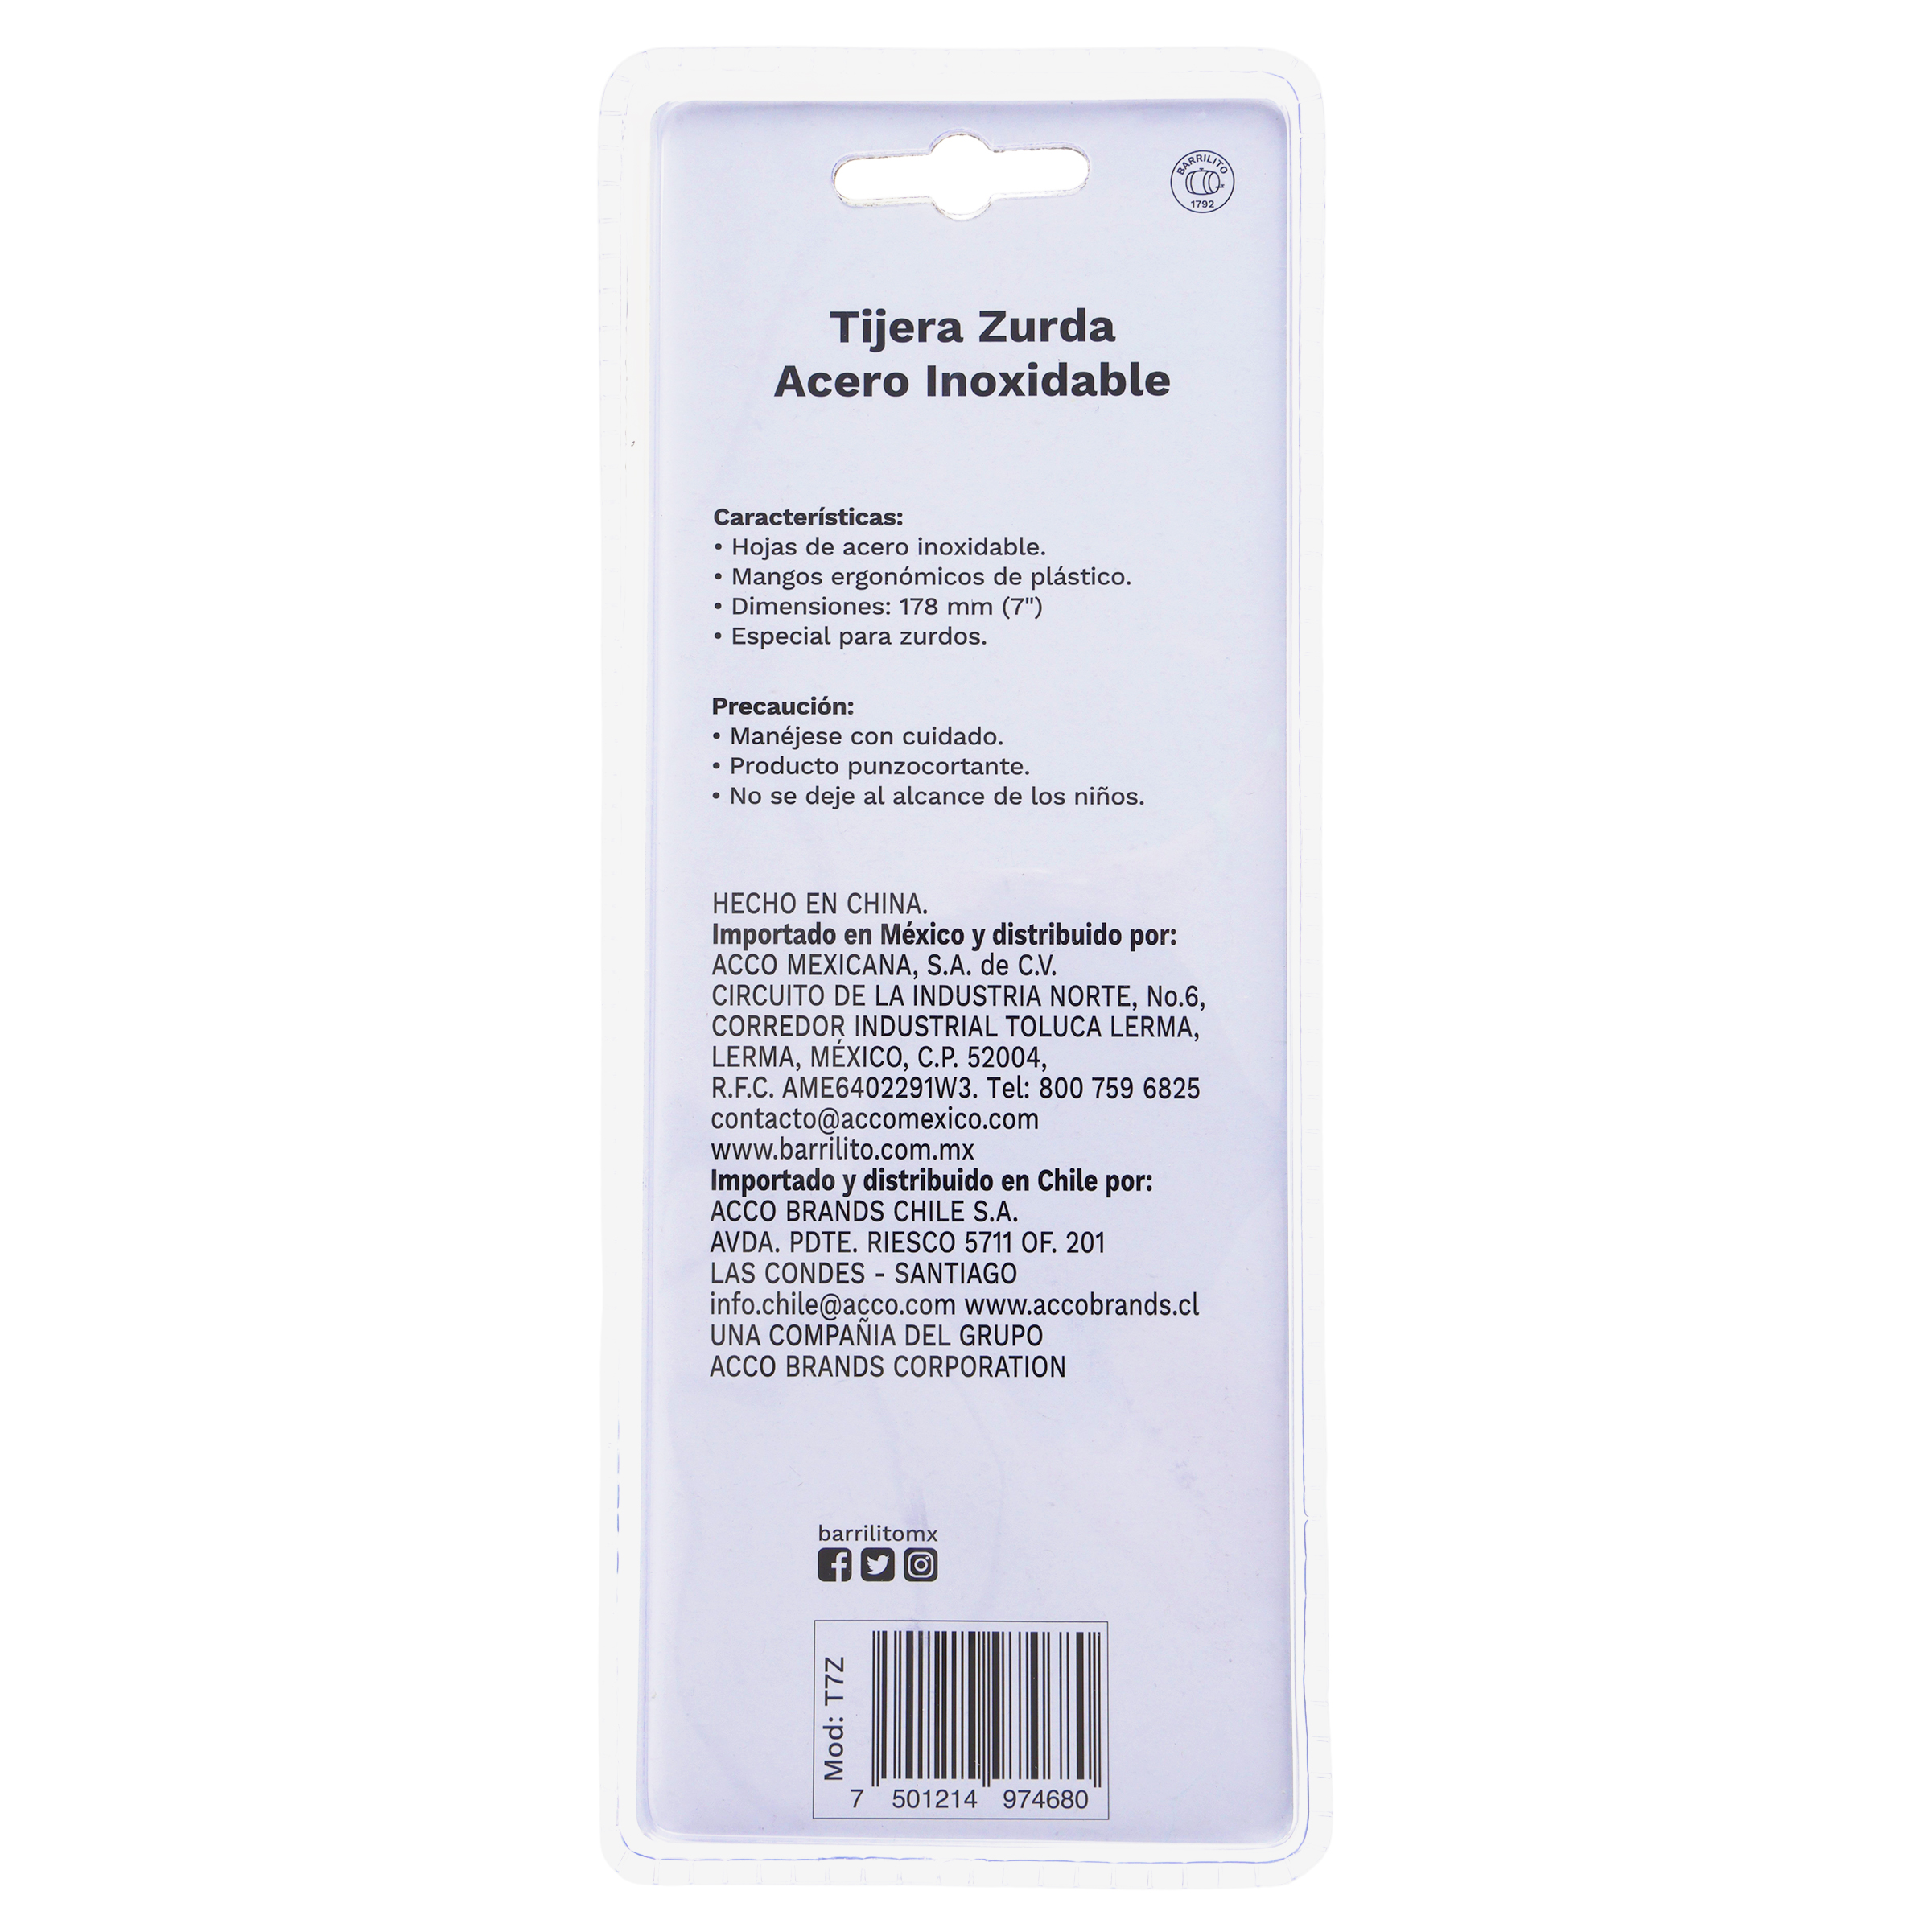 BARRILITO
1792
Tijera Zurda
Acero Inoxidable
Características:
• Hojas de acero inoxidable.
• Mangos ergonómicos de plástico.
• Dimensiones: 178 mm (7")
• Especial para zurdos.
Precaución:
• Manéjese con cuidado.
• Producto punzocortante.
• No se deje al alcance de los niños.
HECHO EN CHINA.
Importado en México y distribuido por:
ACCO MEXICANA, S.A. de C.V.
CIRCUITO DE LA INDUSTRIA NORTE, No.6,
CORREDOR INDUSTRIAL TOLUCA LERMA,
LERMA, MÉXICO, C.P. 52004,
R.F.C. AME6402291W3. Tel: 800 759 6825
contacto@accomexico.com
www.barrilito.com.mx
Importado y distribuido en Chile por:
ACCO BRANDS CHILE S.A.
AVDA. PDTE. RIESCO 5711 OF. 201
LAS CONDES - SANTIAGO
info.chile@acco.com www.accobrands.cl
UNA COMPAÑIA DEL GRUPO
ACCO BRANDS CORPORATION
barrilitomx
Mod: T7Z
7 501214 974680